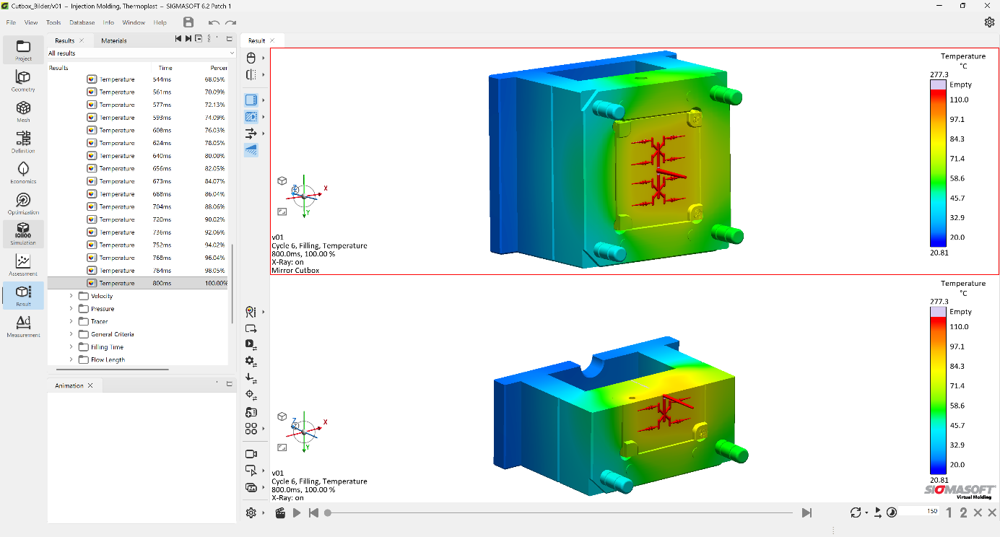 Cutbox_Bilder/v01 – Injection Molding, Thermoplast – SIGMASOFT 6.2 Patch 1
File View Tools Database Info Window Help
Project
Geometry
Mesh
Definition
Economics
Optimization
Simulation
Assessment
Result
Measurement
Results Materials
All results
Results Time Percer
Temperature 544ms 68.05%
Temperature 561ms 70.09%
Temperature 577ms 72.13%
Temperature 593ms 74.09%
Temperature 608ms 76.03%
Temperature 624ms 78.05%
Temperature 640ms 80.00%
Temperature 656ms 82.05%
Temperature 673ms 84.07%
Temperature 688ms 86.04%
Temperature 704ms 88.06%
Temperature 720ms 90.02%
Temperature 736ms 92.06%
Temperature 752ms 94.02%
Temperature 768ms 96.04%
Temperature 784ms 98.05%
Temperature 800ms 100.00%
Velocity
Pressure
Tracer
General Criteria
Filling Time
Flow Length
Animation
Result
Z
X
Y
v01
Cycle 6, Filling, Temperature
800.0ms, 100.00 %
X-Ray: on
Mirror Cutbox
Temperature
°C
277.3
Empty
110.0
97.1
84.3
71.4
58.6
45.7
32.9
20.0
20.81
Z
X
Y
v01
Cycle 6, Filling, Temperature
800.0ms, 100.00 %
X-Ray: on
Temperature
°C
277.3
Empty
110.0
97.1
84.3
71.4
58.6
45.7
32.9
20.0
20.81
SIGMASOFT®
Virtual Molding
150 1 2